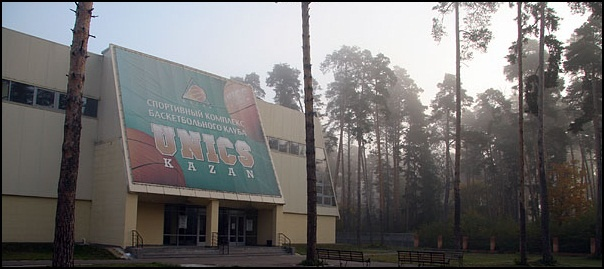 СПОРТИВНЫЙ КОМПЛЕКС
БАСКЕТБОЛЬНОГО КЛУБА
UNICS
KAZAN